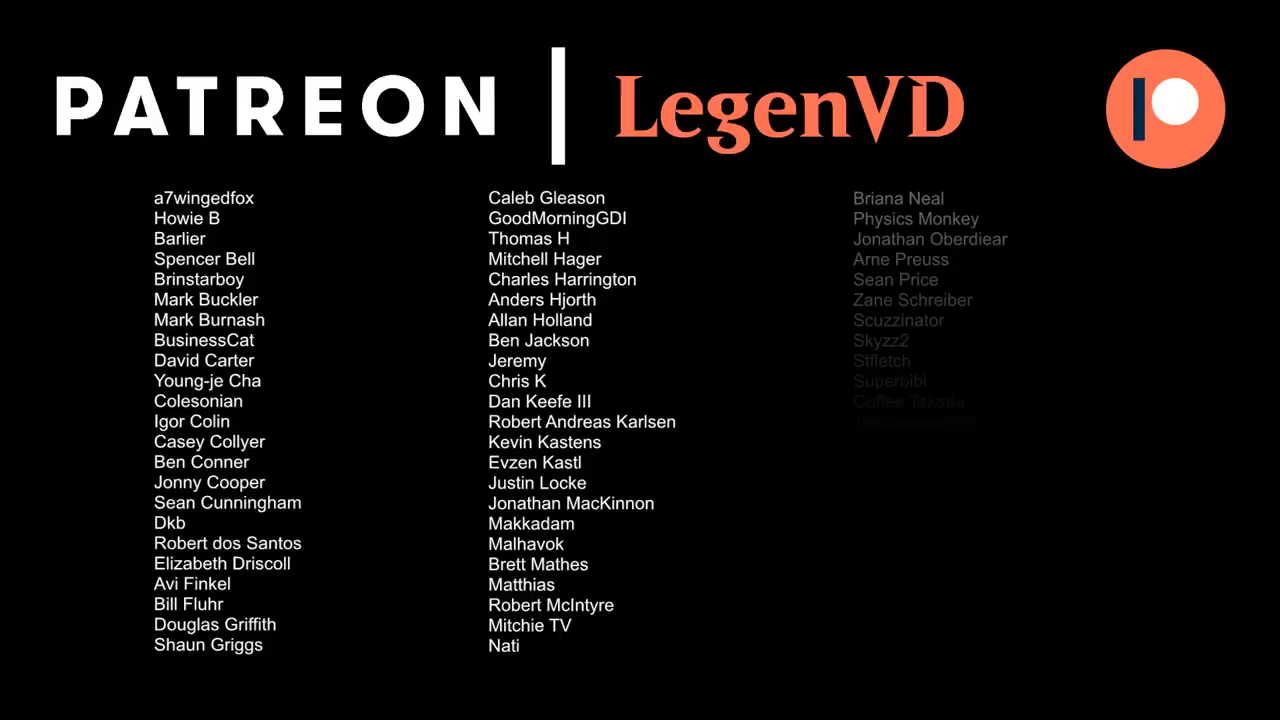 PATREON | LegenVD
a7wingedfox
Howie B
Barlier
Spencer Bell
Brinstarboy
Mark Buckler
Mark Burnash
BusinessCat
David Carter
Young-je Cha
Colesonian
Igor Colin
Casey Collyer
Ben Conner
Jonny Cooper
Sean Cunningham
Dkb
Robert dos Santos
Elizabeth Driscoll
Avi Finkel
Bill Fluhr
Douglas Griffith
Shaun Griggs
Caleb Gleason
GoodMorningGDI
Thomas H
Mitchell Hager
Charles Harrington
Anders Hjorth
Allan Holland
Ben Jackson
Jeremy
Chris K
Dan Keefe III
Robert Andreas Karlsen
Kevin Kastens
Evzen Kastl
Justin Locke
Jonathan MacKinnon
Makkadam
Malhavok
Brett Mathes
Matthias
Robert McIntyre
Mitchie TV
Nati
Briana Neal
Physics Monkey
Jonathan Oberdiear
Arne Preuss
Sean Price
Zane Schreiber
Scuzzinator
Skyzz2
Stfletch
Superbibi
Coffee Takada